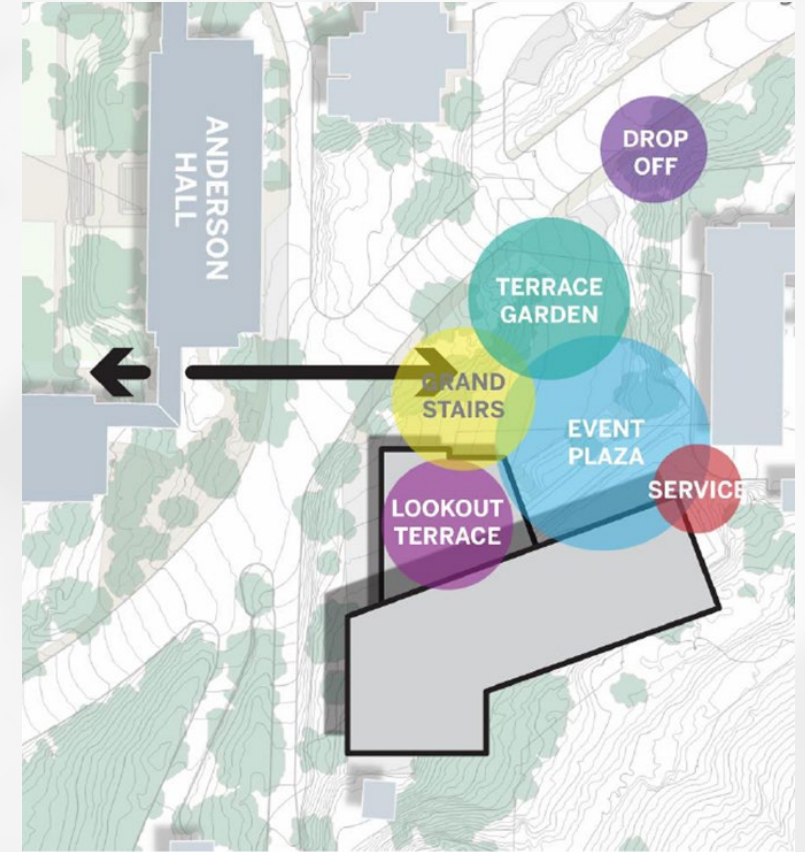 ANDERSON
HALL
DROP
OFF
TERRACE
GARDEN
GRAND
STAIRS
EVENT
PLAZA
SERVICE
LOOKOUT
TERRACE